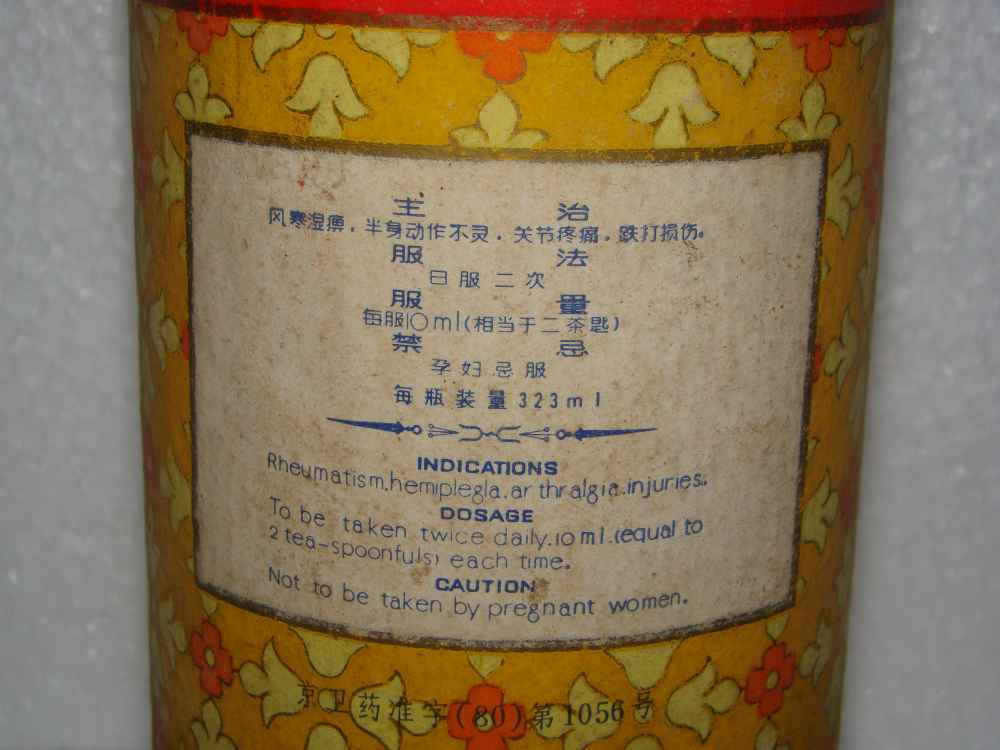 主治
风寒湿痹，半身动作不灵，关节疼痛，跌打损伤。
服法
日服二次
服量
每服10ml(相当于二茶匙)
禁忌
孕妇忌服
每瓶装量323ml
INDICATIONS
Rheumatism.hemiplegla.arthralgia.injuries..
DOSAGE
To be taken twice daily.10ml.(equal to
2 tea-spoonfuls) each time.
CAUTION
Not to be taken by pregnant women.
京卫药准字(80)第1056号